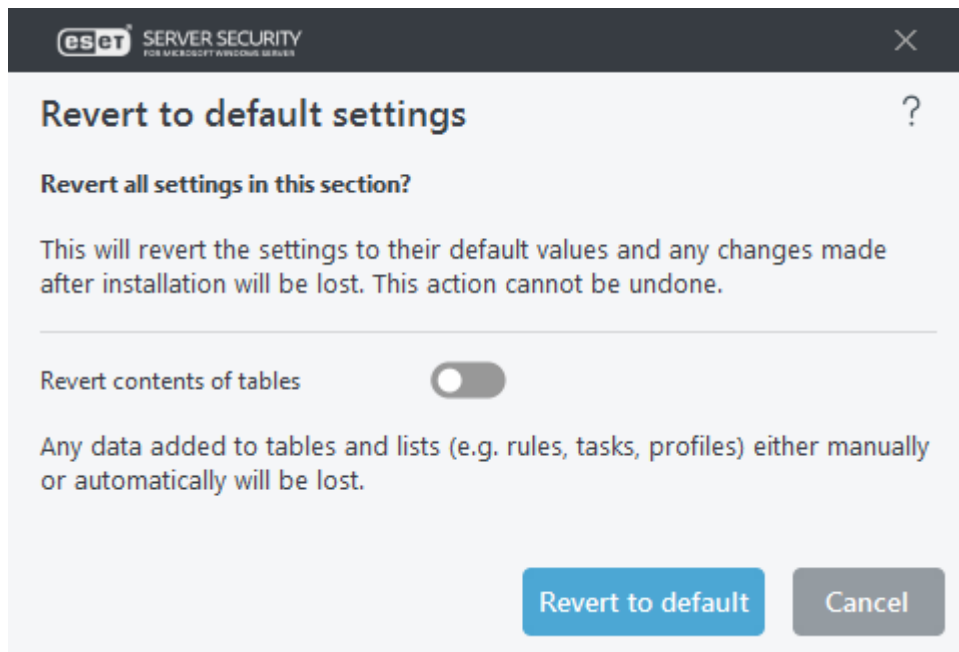 eset SERVER SECURITY
FOR MICROSOFT WINDOWS SERVER
Revert to default settings
?
Revert all settings in this section?
This will revert the settings to their default values and any changes made
after installation will be lost. This action cannot be undone.
Revert contents of tables
Any data added to tables and lists (e.g. rules, tasks, profiles) either manually
or automatically will be lost.
Revert to default
Cancel